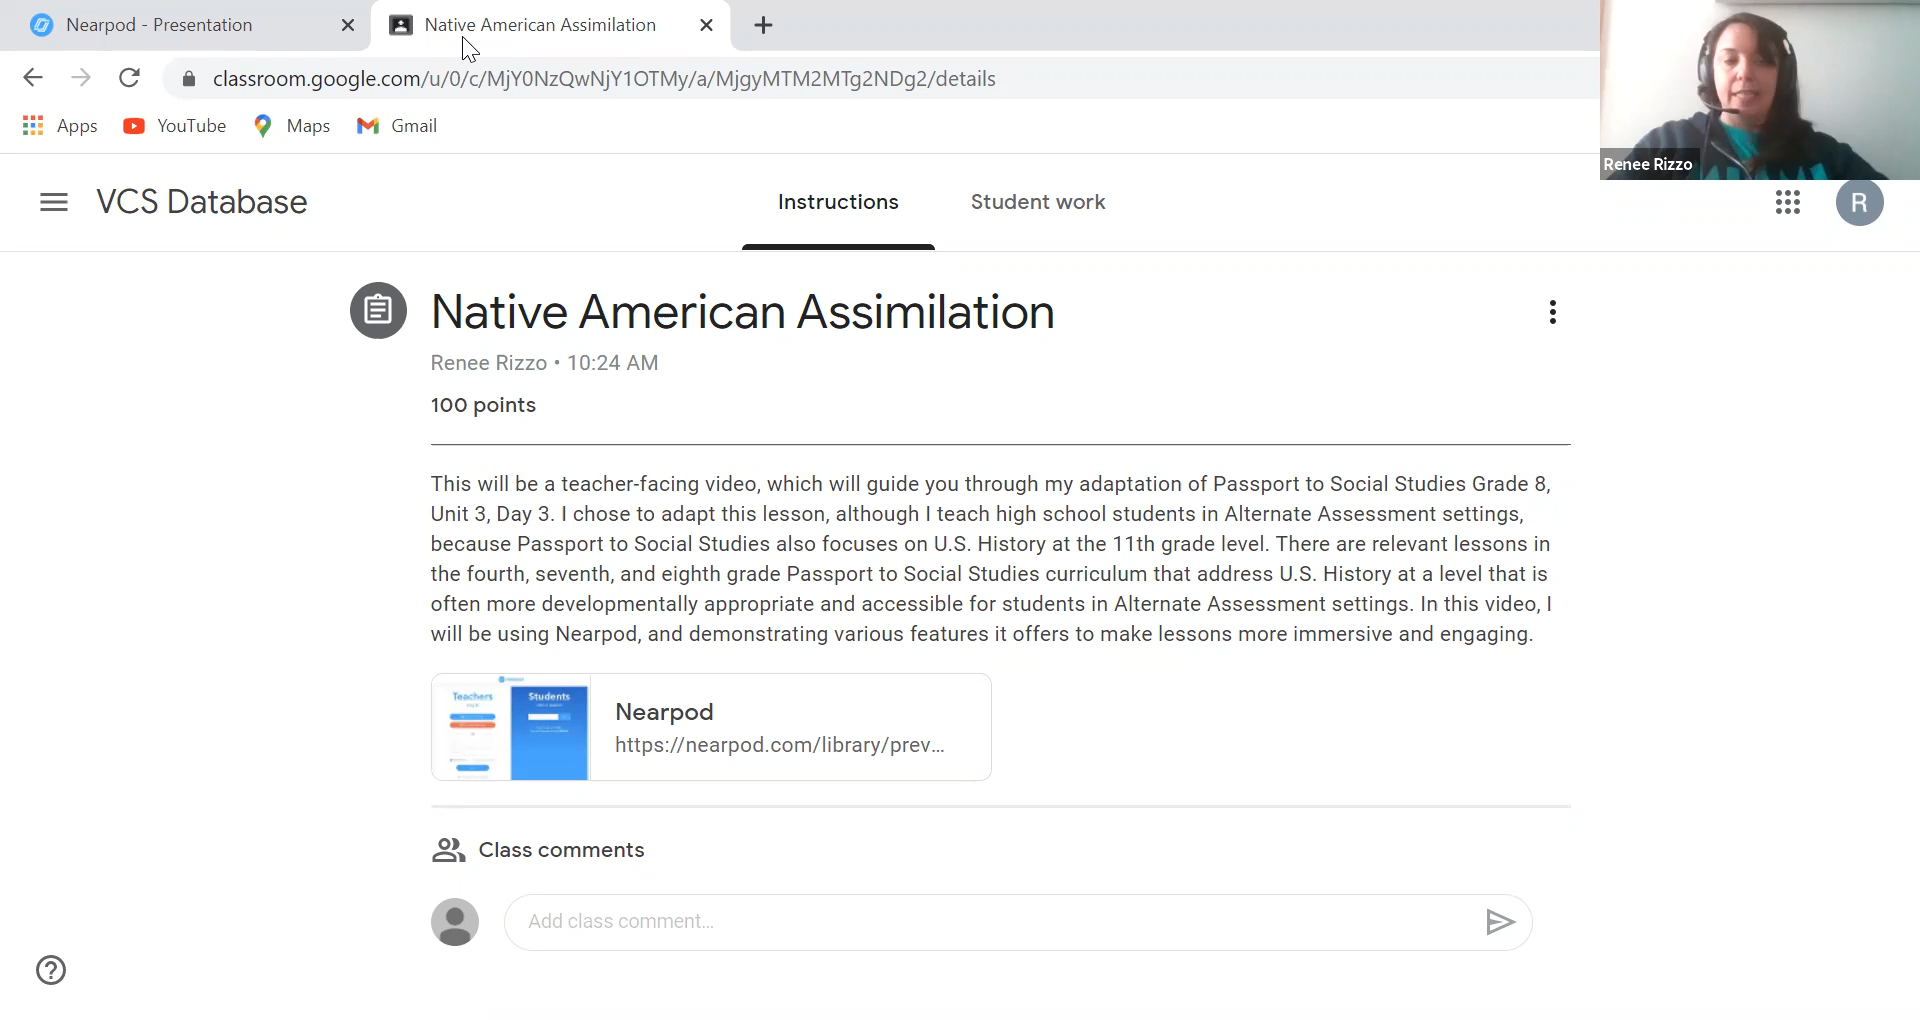 Nearpod - Presentation
Native American Assimilation
classroom.google.com/u/0/c/MjY0NzQwNjY1OTMy/a/MjgyMTM2MTg2NDg2/details
Apps YouTube Maps Gmail
Renee Rizzo
VCS Database
Instructions
Student work
R
Native American Assimilation
Renee Rizzo • 10:24 AM
100 points
This will be a teacher-facing video, which will guide you through my adaptation of Passport to Social Studies Grade 8,
Unit 3, Day 3. I chose to adapt this lesson, although I teach high school students in Alternate Assessment settings,
because Passport to Social Studies also focuses on U.S. History at the 11th grade level. There are relevant lessons in
the fourth, seventh, and eighth grade Passport to Social Studies curriculum that address U.S. History at a level that is
often more developmentally appropriate and accessible for students in Alternate Assessment settings. In this video, I
will be using Nearpod, and demonstrating various features it offers to make lessons more immersive and engaging.
Teachers
Students
Nearpod
https://nearpod.com/library/prev...
Class comments
Add class comment...